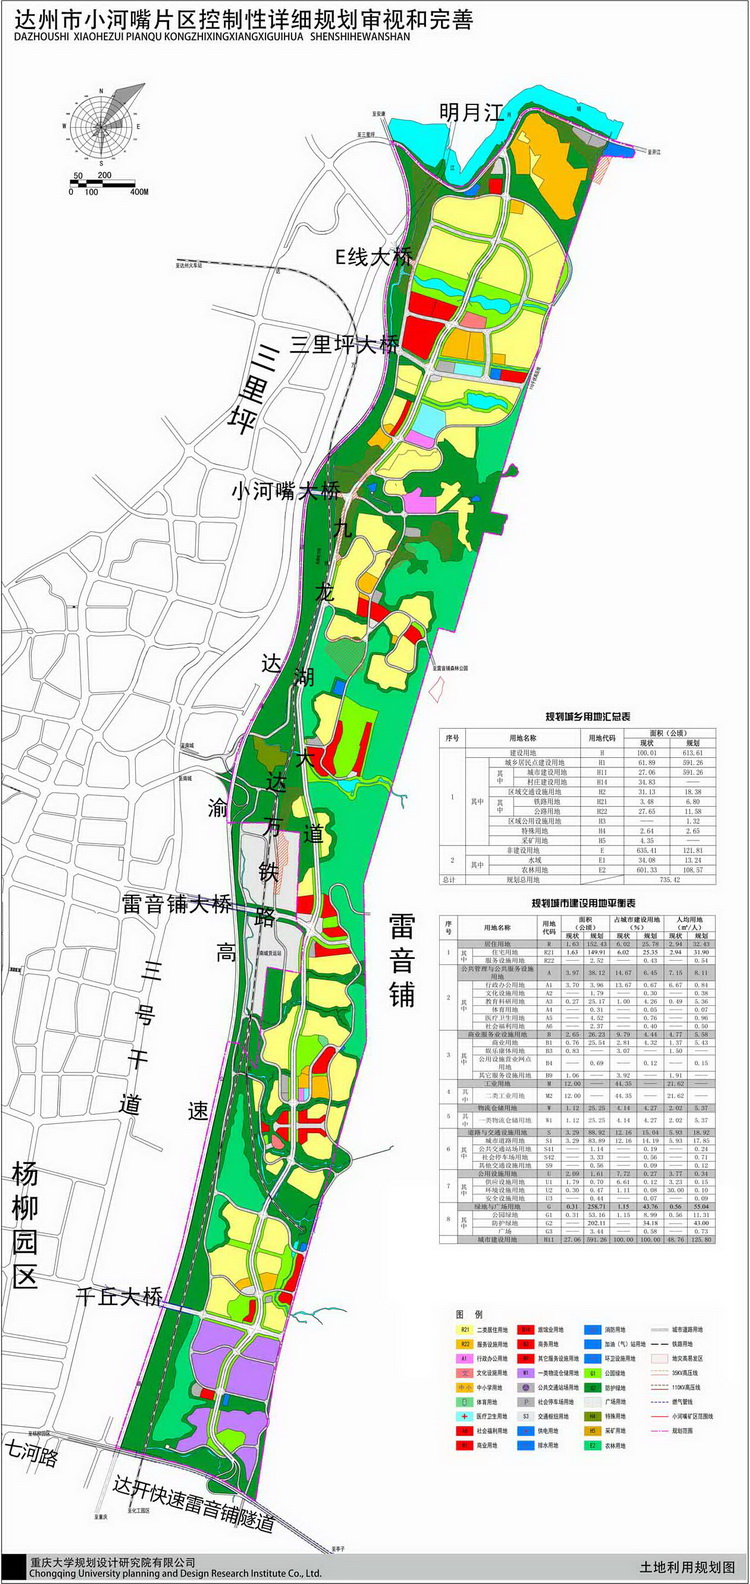 达州市小河嘴片区控制性详细规划审视和完善
DAZHOUSHI XIAOHEZUI PIANQU KONGZHIXINGXIANGXIGUIHUA SHENSHIHEWANSHAN
N
W E
S
50 200
0 100 400M
明月江
E线大桥
三里坪大桥
三里坪
小河嘴大桥
九龙湖大道
达渝高速
达万铁路
雷音铺大桥
雷音铺
三号干道
杨柳园区
千丘大桥
七河路
达开快速雷音铺隧道
至雷音铺森林公园
规划城乡用地汇总表
序号 用地名称 用地代码 面积(公顷)
现状 规划
1 建设用地 H 100.01 613.61
其中 城乡居民点建设用地 H1 61.89 591.26
其中 城市建设用地 H11 27.06 591.26
村庄建设用地 H14 34.83 ——
区域交通设施用地 H2 31.13 18.38
其中 铁路用地 H21 3.48 6.80
公路用地 H22 27.65 11.58
区域公用设施用地 H3 —— 1.32
特殊用地 H4 2.64 2.65
采矿用地 H5 4.35 ——
2 非建设用地 E 635.41 121.81
其中 水域 E1 34.08 13.24
农林用地 E2 601.33 108.57
总计 规划总用地 735.42
规划城市建设用地平衡表
序号 用地名称 用地代码 面积(公顷) 占城市建设用地(%) 人均用地(㎡/人)
现状 规划 现状 规划 现状 规划
1 居住用地 R 1.63 152.43 6.02 25.78 2.94 32.43
其中 住宅用地 R21 1.63 149.91 6.02 25.35 2.94 31.90
服务设施用地 R22 —— 2.52 —— 0.43 —— 0.54
2 公共管理与公共服务设施用地 A 3.97 38.12 14.67 6.45 7.15 8.11
其中 行政办公用地 A1 3.70 3.96 13.67 0.67 6.67 0.84
文化设施用地 A2 —— 1.79 —— 0.30 —— 0.38
教育科研用地 A3 0.27 25.17 1.00 4.26 0.49 5.36
体育用地 A4 —— 0.31 —— 0.05 —— 0.07
医疗卫生用地 A5 —— 4.52 —— 0.76 —— 0.96
社会福利用地 A6 —— 2.37 —— 0.40 —— 0.50
3 商业服务业设施用地 B 2.65 26.23 9.79 4.44 4.77 5.58
其中 商业用地 B1 0.76 25.54 2.81 4.32 1.37 5.43
娱乐康体用地 B3 0.83 —— 3.07 —— 1.50 ——
公用设施营业网点用地 B4 —— 0.69 —— 0.12 —— 0.15
其它服务设施用地 B9 1.06 —— 3.92 —— 1.91 ——
4 工业用地 M 12.00 —— 44.35 —— 21.62 ——
其中 二类工业用地 M2 12.00 —— 44.35 —— 21.62 ——
5 物流仓储用地 W 1.12 25.25 4.14 4.27 2.02 5.37
其中 一类物流仓储用地 W1 1.12 25.25 4.14 4.27 2.02 5.37
6 道路与交通设施用地 S 3.29 88.92 12.16 15.04 5.93 18.92
其中 城市道路用地 S1 3.29 83.89 12.16 14.19 5.93 17.85
公共交通站场用地 S41 —— 1.14 —— 0.19 —— 0.24
社会停车场用地 S42 —— 3.33 —— 0.56 —— 0.71
其他交通设施用地 S9 —— 0.56 —— 0.09 —— 0.12
7 公用设施用地 U 2.09 1.61 7.72 0.27 3.77 0.34
其中 供应设施用地 U1 1.79 0.70 6.61 0.12 3.23 0.15
环境设施用地 U2 0.30 0.47 1.11 0.08 30.00 0.10
安全设施用地 U3 —— 0.44 —— 0.07 —— 0.09
8 绿地与广场用地 G 0.31 258.71 1.15 43.76 0.56 55.04
其中 公园绿地 G1 0.31 53.16 1.15 8.99 0.56 11.31
防护绿地 G2 —— 202.11 —— 34.18 —— 43.00
广场 G3 —— 3.44 —— 0.58 —— 0.73
城市建设用地 H11 27.06 591.26 100.00 100.00 48.76 125.80
图 例
R21 二类居住用地 旅馆业用地 消防用地 城市道路用地
R22 服务设施用地 商务用地 加油(气)站用地 铁路用地
A1 行政办公用地 其它服务设施用地 环卫设施用地 地灾高易发区
文 文化设施用地 W1 一类物流仓储用地 G1 公园绿地 35KV高压线
中 小 中小学用地 公共交通站场用地 G2 防护绿地 110KV高压线
体育用地 P 社会停车场用地 广场用地 燃气管线
医疗卫生用地 S3 交通枢纽用地 H4 特殊用地 小河嘴矿区范围线
社会福利用地 供电用地 H5 采矿用地 规划范围
商业用地 排水用地 E2 农林用地
重庆大学规划设计研究院有限公司
Chongqing University planning and Design Research Institute Co., Ltd.
土地利用规划图